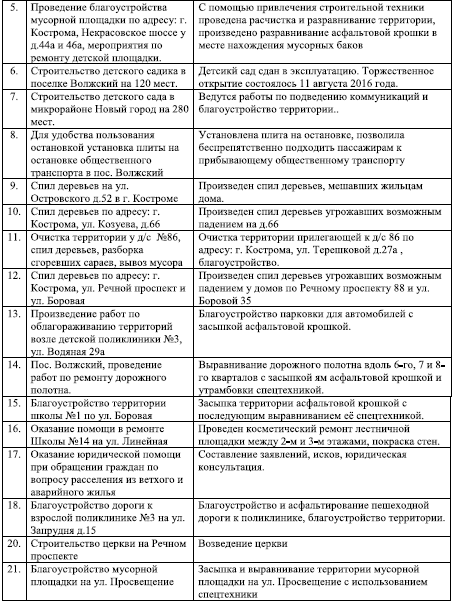 5. Проведение благоустройства
мусорной площадки по адресу: г.
Кострома, Некрасовское шоссе у
д.44а и 46а, мероприятия по
ремонту детской площадки.
С помощью привлечения строительной техники
проведена расчистка и разравнивание территории,
произведено разравнивание асфальтовой крошки в
месте нахождения мусорных баков
6. Строительство детского садика в
поселке Волжский на 120 мест.
Детсикй сад сдан в эксплуатацию. Торжественное
открытие состоялось 11 августа 2016 года.
7. Строительство детского сада в
микрорайоне Новый город на 280
мест.
Ведутся работы по подведению коммуникаций и
благоустройство территории..
8. Для удобства пользования
остановкой установка плиты на
остановке общественного
транспорта в пос. Волжский
Установлена плита на остановке, позволила
беспрепятственно подходить пассажирам к
прибывающему общественному транспорту
9. Спил деревьев на ул.
Островского д.52 в г. Костроме
Произведен спил деревьев, мешавших жильцам
дома.
10. Спил деревьев по адресу: г.
Кострома, ул. Козуева, д.66
Произведен спил деревьев угрожавших возможным
падением на д.66
11. Очистка территории у д/с №86,
спил деревьев, разборка
сгоревших сараев, вывоз мусора
Очистка территории прилегающей к д/с 86 по
адресу: г. Кострома, ул. Терешковой д.27а ,
благоустройство.
12. Спил деревьев по адресу: г.
Кострома, ул. Речной проспект и
ул. Боровая
Произведен спил деревьев угрожавших возможным
падением у домов по Речному проспект 88 и ул.
Боровой 35
13. Произведение работ по
облагораживанию территорий
возле детской поликлиники №3,
ул. Водяная 29а
Благоустройство парковки для автомобилей с
засыпкой асфальтовой крошкой.
14. Пос. Волжский, проведение
работ по ремонту дорожного
полотна.
Выравнивание дорожного полотна вдоль 6-го, 7 и 8-
го кварталов с засыпкой ям асфальтовой крошкой и
утрамбовки спецтехникой.
15. Благоустройство территории
школы №1 по ул. Боровая
Засыпка территории асфальтовой крошкой с
последующим выравниванием её спецтехникой.
16. Оказание помощи в ремонте
Школы №14 на ул. Линейная
Проведен косметический ремонт лестничной
площадки между 2-м и 3-м этажами, покраска стен.
17. Оказание юридической помощи
при обращении граждан по
вопросу расселения из ветхого и
аварийного жилья
Составление заявлений, исков, юридическая
консультация.
18. Благоустройство дороги к
взрослой поликлинике №3 на ул.
Запрудня д.15
Благоустройство и асфальтирование пешеходной
дороги к поликлинике, благоустройство территории.
20. Строительство церкви на Речном
проспекте
Возведение церкви
21. Благоустройство мусорной
площадки на ул. Просвещение
Засыпка и выравнивание территории мусорной
площадки на ул. Просвещение с использованием
спецтехники